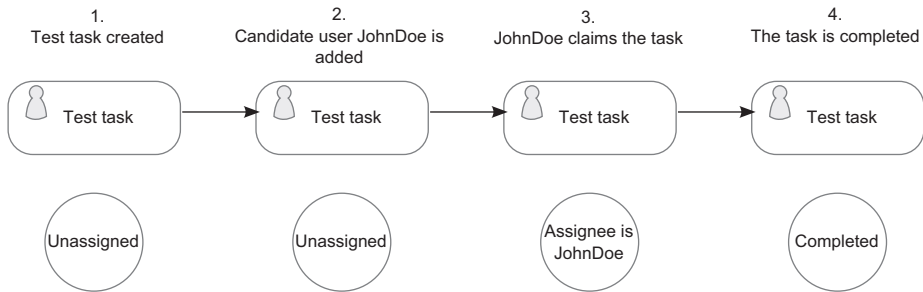 1.
Test task created
2.
Candidate user JohnDoe is
added
3.
JohnDoe claims the task
4.
The task is completed
Test task
Test task
Test task
Test task
Unassigned
Unassigned
Assignee is
JohnDoe
Completed